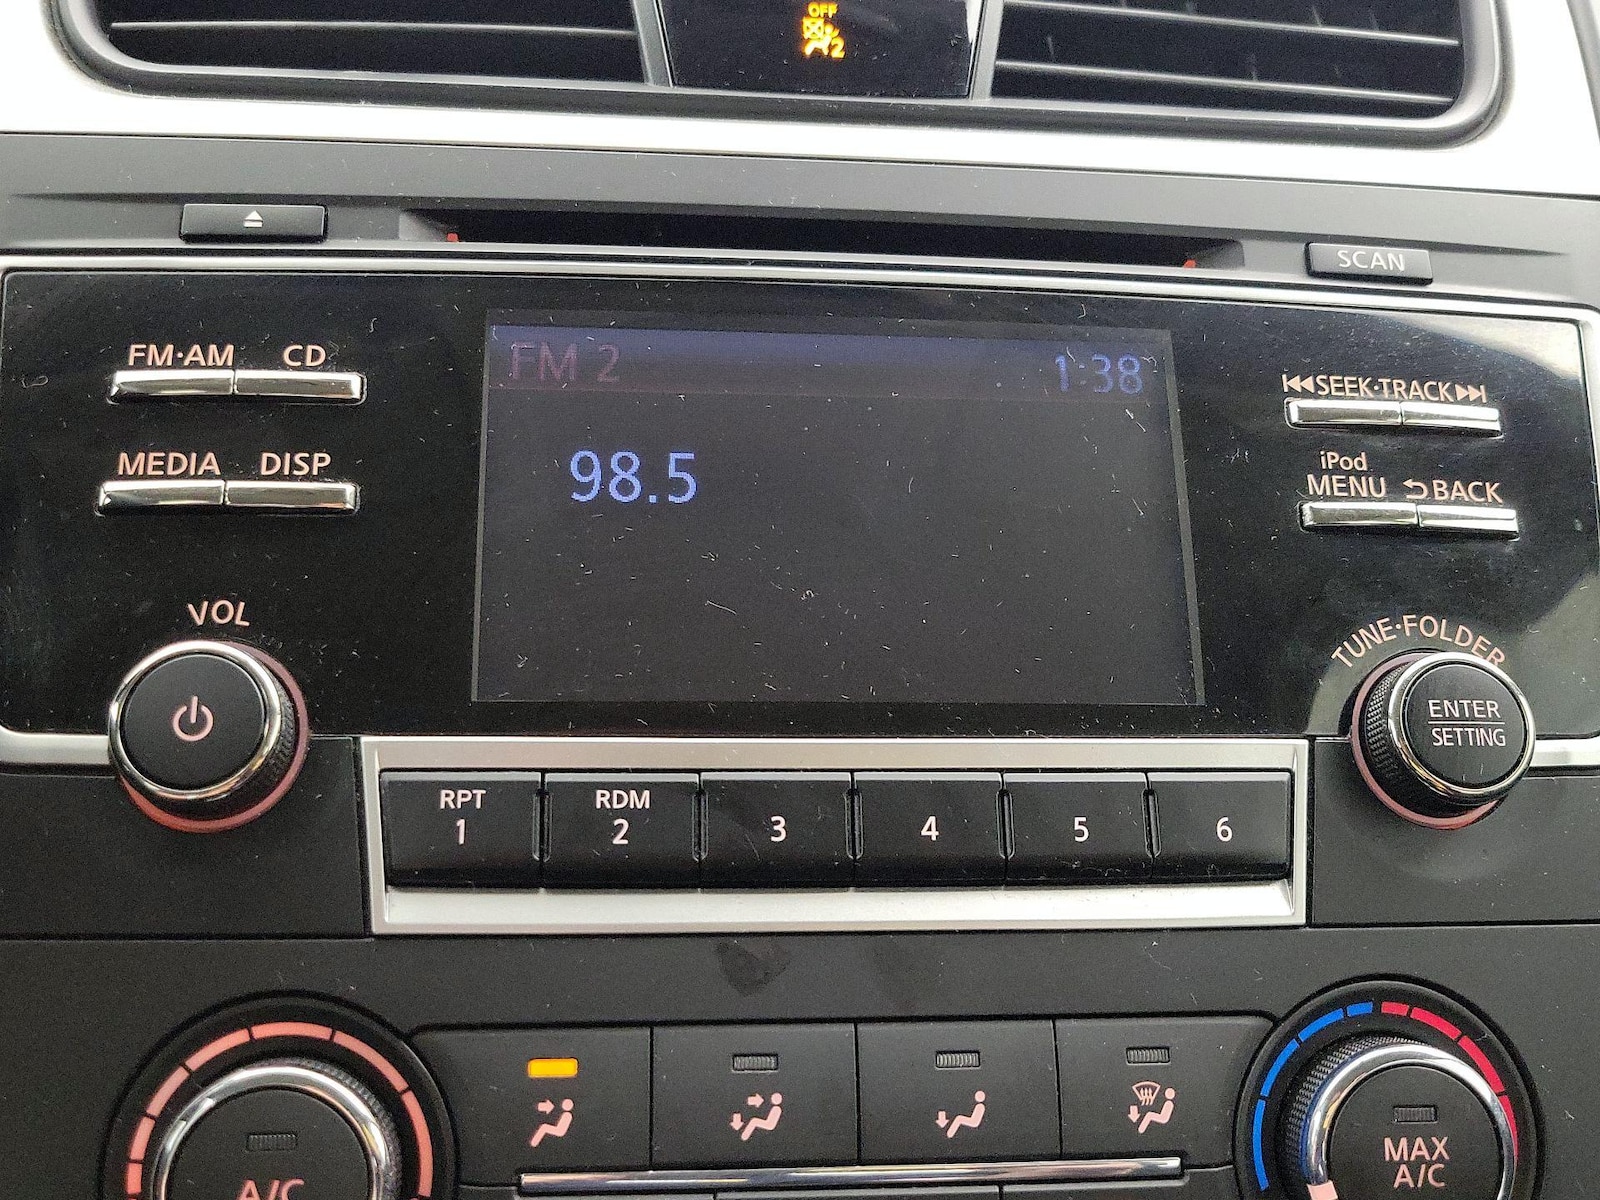 OFF
2
SCAN
FM·AM CD
FM 2 1:38
SEEK·TRACK
98.5
MEDIA DISP
iPod
MENU BACK
VOL
TUNE·FOLDER
ENTER
SETTING
RPT
1
RDM
2
3
4
5
6
A/C
MAX
A/C